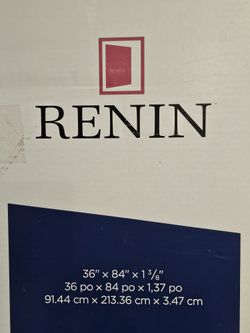 RENIN
36" x 84" x 1 3/8"
36 po x 84 po x 1,37 po
91.44 cm x 213.36 cm x 3.47 cm